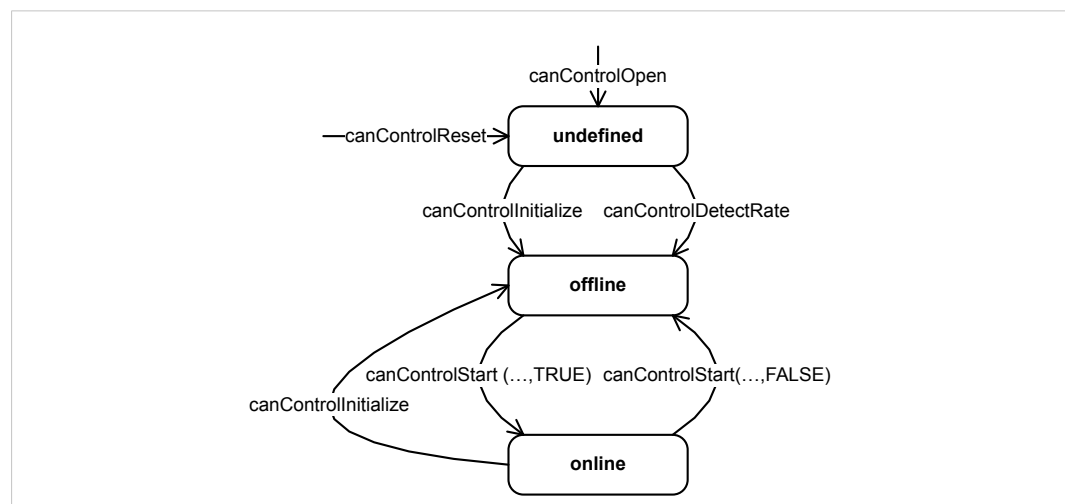 canControlOpen
undefined
canControlReset
canControlInitialize
canControlDetectRate
offline
canControlStart (…,TRUE)
canControlStart(…,FALSE)
canControlInitialize
online